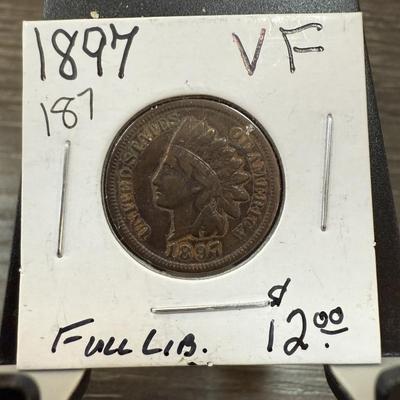 1897 VF
187
UNITED STATES OF AMERICA
1897
Full Lib. $12.00